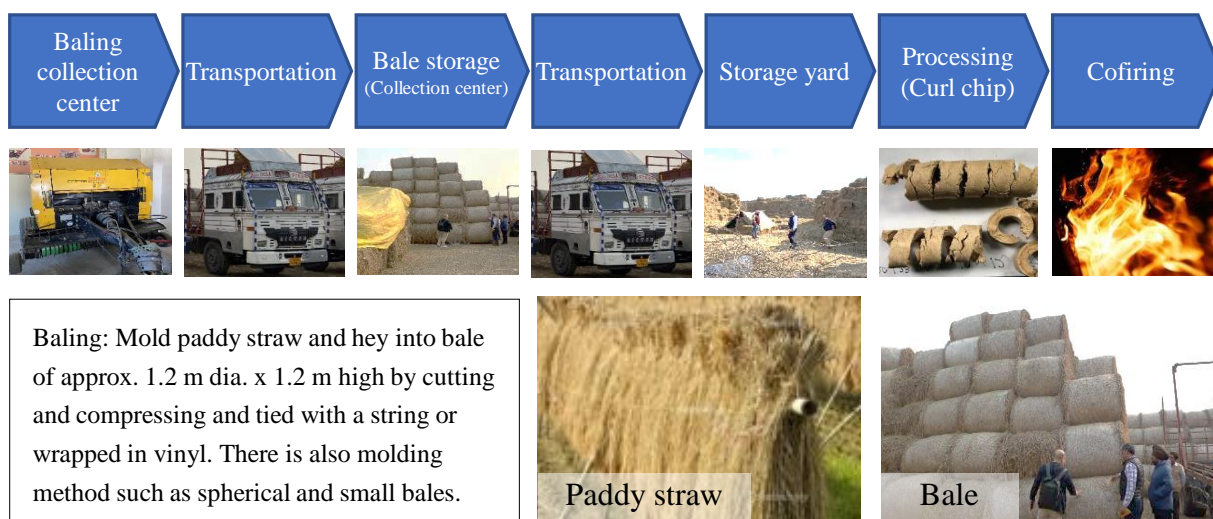 Baling
collection
center
Transportation
Bale storage
(Collection center)
Transportation
Storage yard
Processing
(Curl chip)
Cofiring
Baling: Mold paddy straw and hey into bale
of approx. 1.2 m dia. x 1.2 m high by cutting
and compressing and tied with a string or
wrapped in vinyl. There is also molding
method such as spherical and small bales.
Paddy straw
Bale